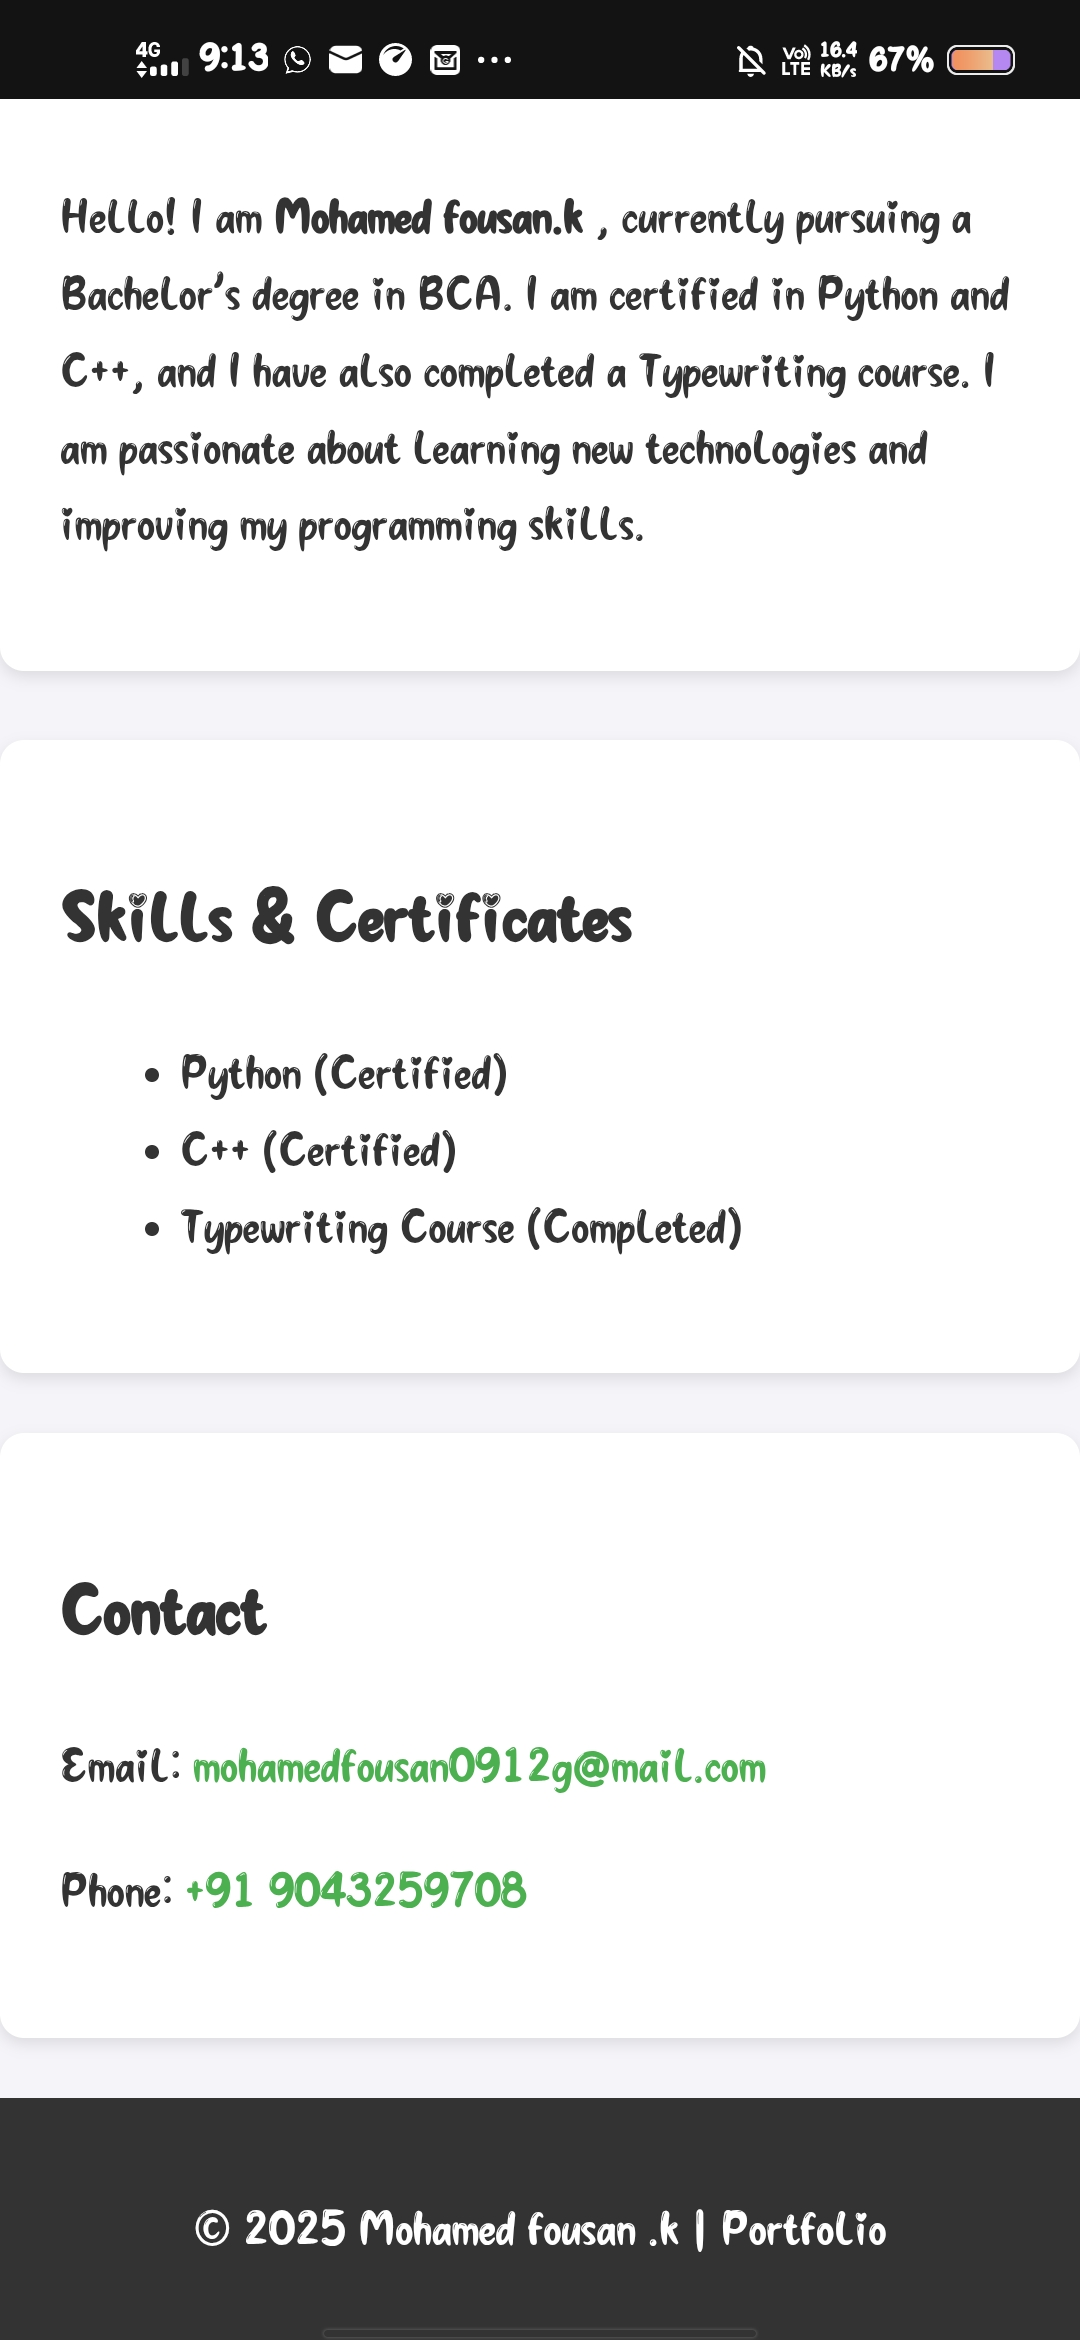 4G 9:13 ... VoLTE 16.4 KB/s 67%
Hello! I am Mohamed fousan.k , currently pursuing a
Bachelor's degree in BCA. I am certified in Python and
C++, and I have also completed a Typewriting course. I
am passionate about learning new technologies and
improving my programming skills.
Skills & Certificates
• Python (Certified)
• C++ (Certified)
• Typewriting Course (Completed)
Contact
Email: mohamedfousan0912g@mail.com
Phone: +91 9043259708
© 2025 Mohamed fousan .k | Portfolio